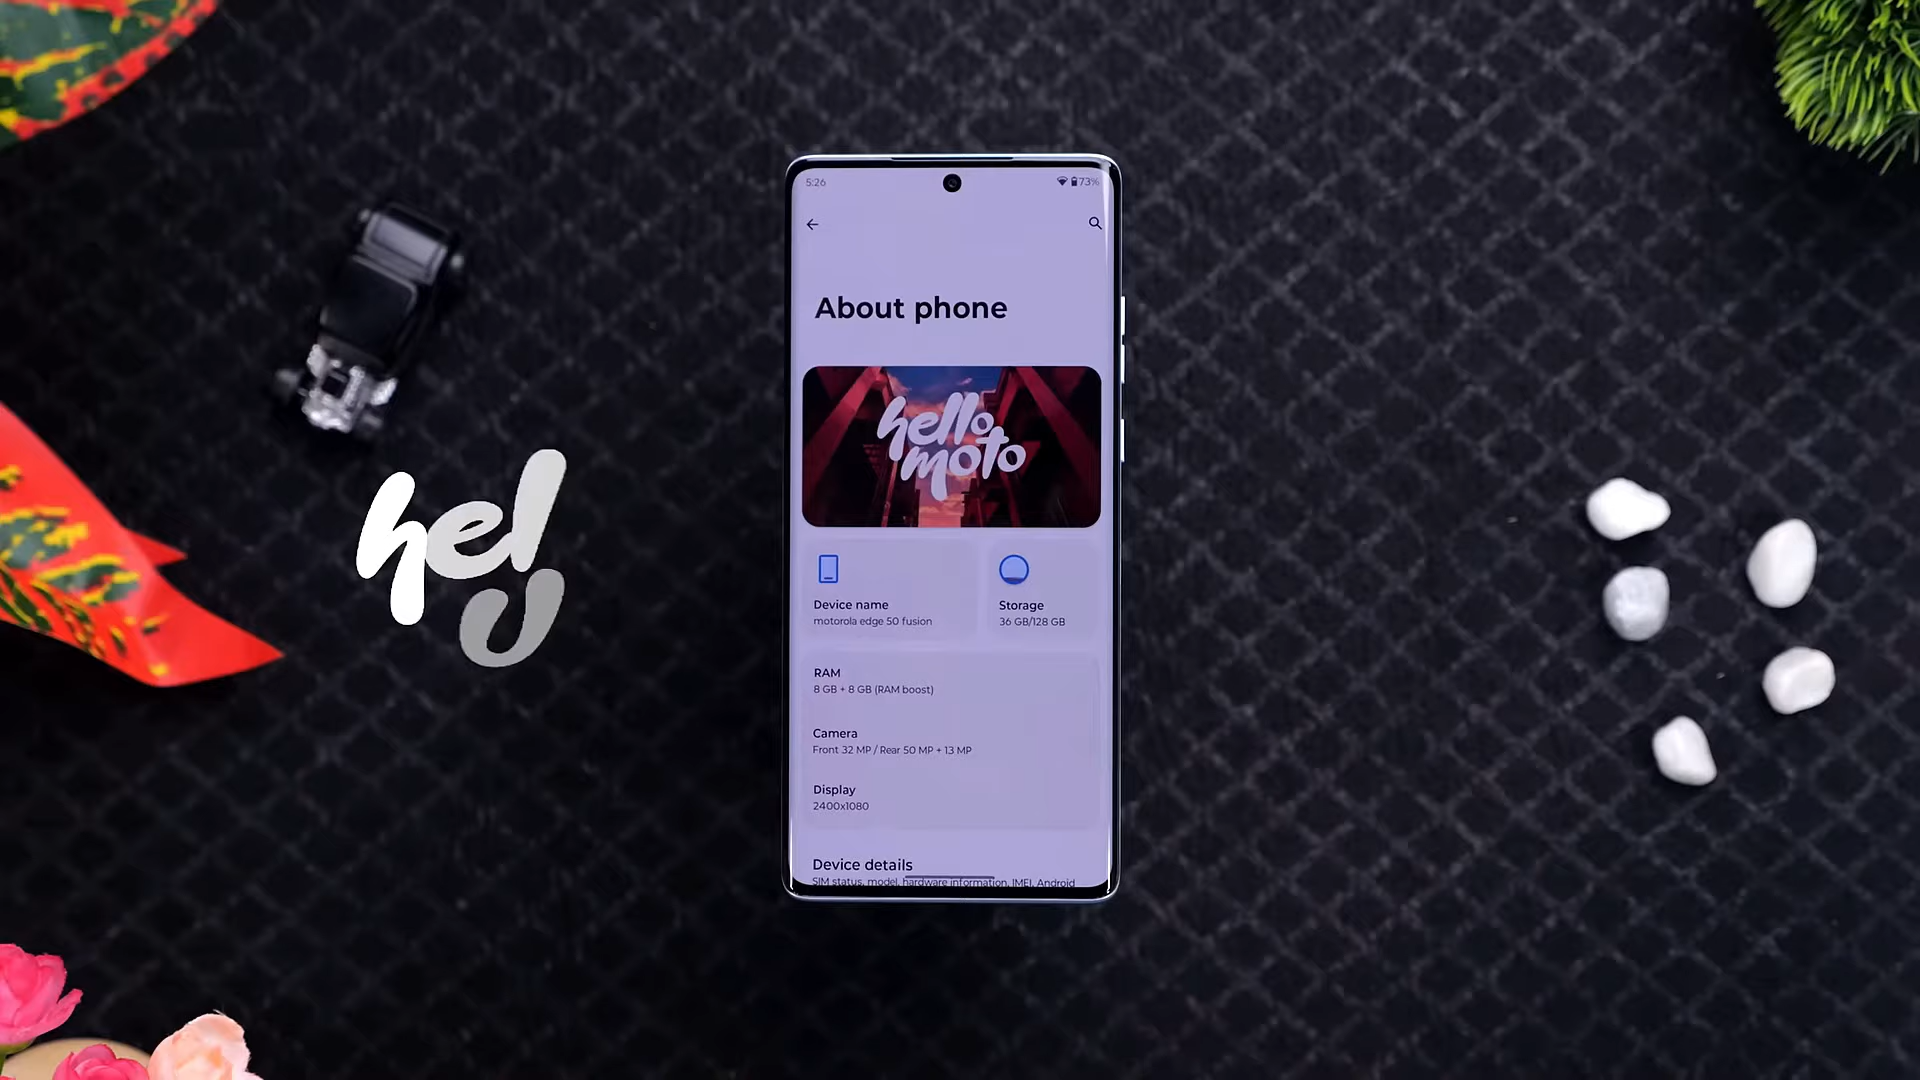 hel
5:26
73%
About phone
hello
moto
Device name
motorola edge 50 fusion
Storage
36 GB/128 GB
RAM
8 GB + 8 GB (RAM boost)
Camera
Front 32 MP / Rear 50 MP + 13 MP
Display
2400x1080
Device details
SIM status, model, hardware information, IMEI, Android